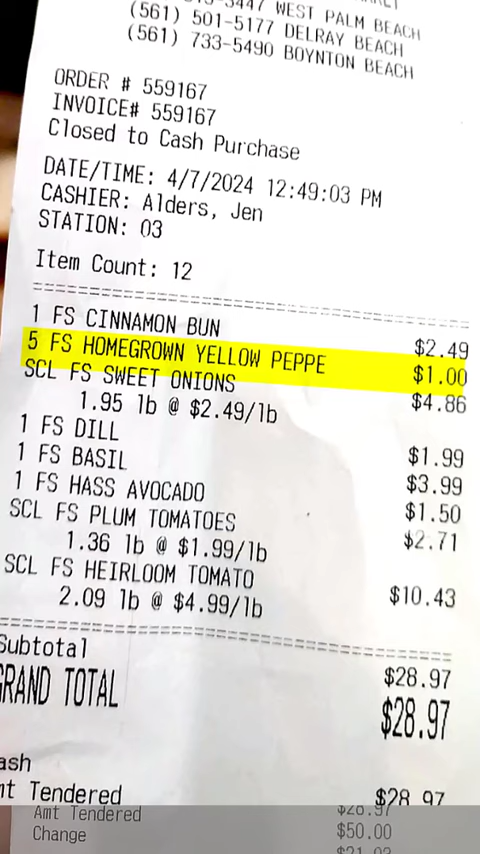 3447 WEST PALM BEACH
(561) 501-5177 DELRAY BEACH
(561) 733-5490 BOYNTON BEACH
ORDER # 559167
INVOICE# 559167
Closed to Cash Purchase
DATE/TIME: 4/7/2024 12:49:03 PM
CASHIER: Alders, Jen
STATION: 03
Item Count: 12
1 FS CINNAMON BUN $2.49
5 FS HOMEGROWN YELLOW PEPPE $1.00
SCL FS SWEET ONIONS $4.86
1.95 lb @ $2.49/lb
1 FS DILL $1.99
1 FS BASIL $3.99
1 FS HASS AVOCADO $1.50
SCL FS PLUM TOMATOES $2.71
1.36 lb @ $1.99/lb
SCL FS HEIRLOOM TOMATO $10.43
2.09 lb @ $4.99/lb
Subtotal $28.97
GRAND TOTAL $28.97
ash
mt Tendered $28.97
Amt Tendered $50.00
Change